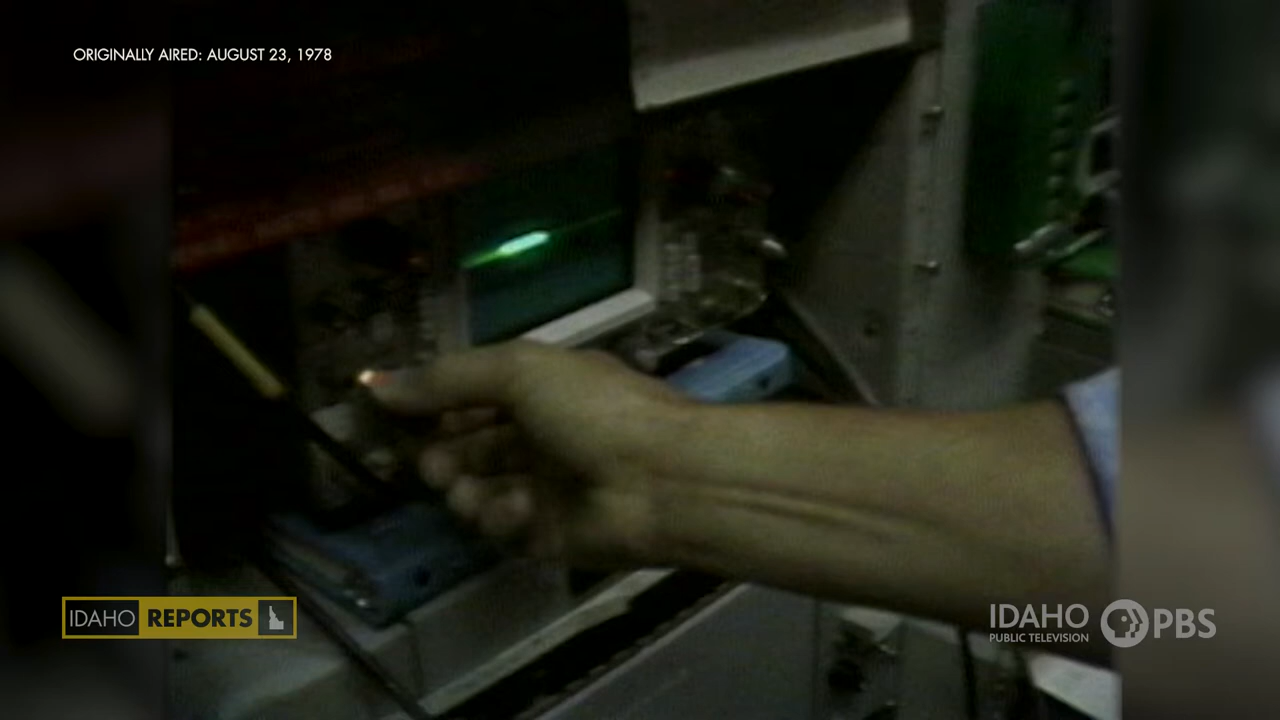 ORIGINALLY AIRED: AUGUST 23, 1978
IDAHO REPORTS
IDAHO
PUBLIC TELEVISION
PBS